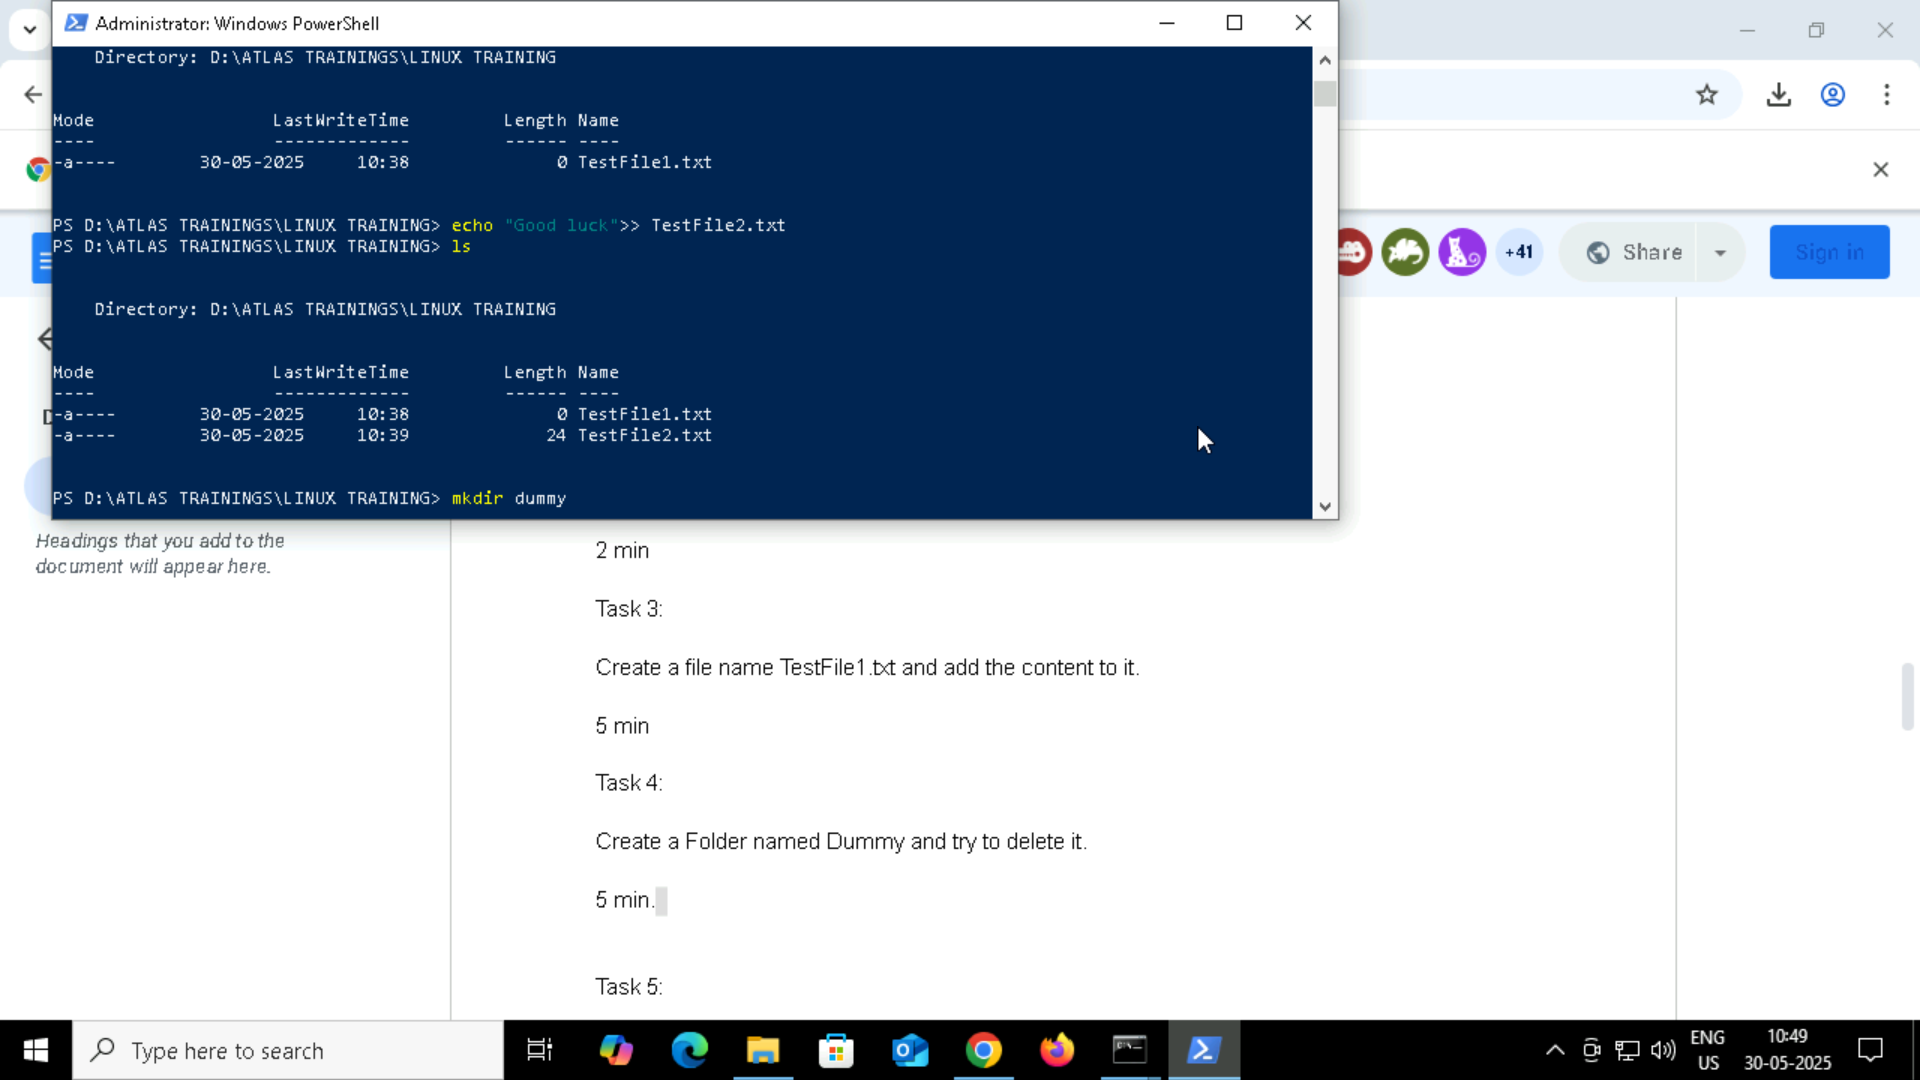 Administrator: Windows PowerShell
Directory: D:\ATLAS TRAININGS\LINUX TRAINING
Mode LastWriteTime Length Name
---- ------------- ------ ----
-a---- 30-05-2025 10:38 0 TestFile1.txt
PS D:\ATLAS TRAININGS\LINUX TRAINING> echo "Good luck">> TestFile2.txt
PS D:\ATLAS TRAININGS\LINUX TRAINING> ls
Directory: D:\ATLAS TRAININGS\LINUX TRAINING
Mode LastWriteTime Length Name
---- ------------- ------ ----
-a---- 30-05-2025 10:38 0 TestFile1.txt
-a---- 30-05-2025 10:39 24 TestFile2.txt
PS D:\ATLAS TRAININGS\LINUX TRAINING> mkdir dummy
+41
Share
Sign in
Headings that you add to the
document will appear here.
2 min
Task 3:
Create a file name TestFile1.txt and add the content to it.
5 min
Task 4:
Create a Folder named Dummy and try to delete it.
5 min.
Task 5:
Type here to search
ENG
US
10:49
30-05-2025